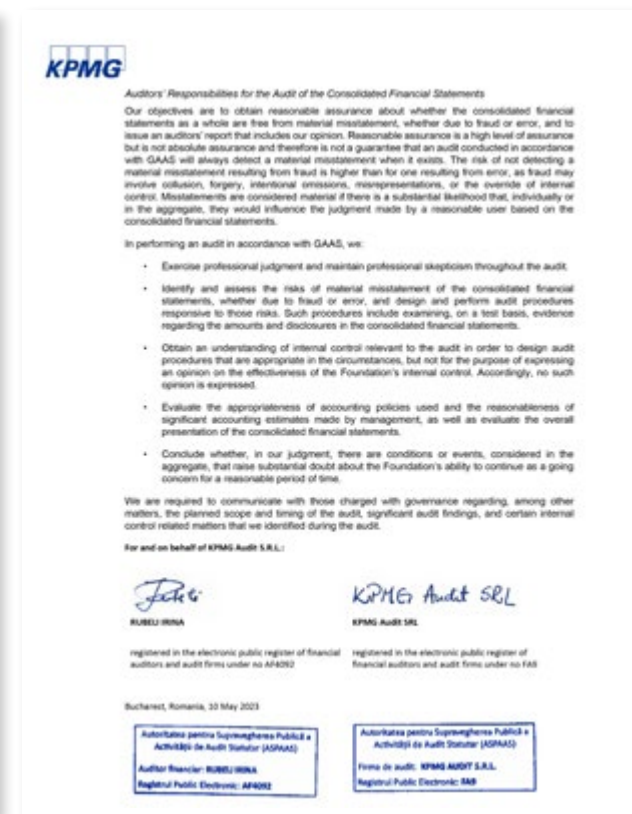 KPMG
Auditors' Responsibilities for the Audit of the Consolidated Financial Statements
Our objectives are to obtain reasonable assurance about whether the consolidated financial
statements as a whole are free from material misstatement, whether due to fraud or error, and to
issue an auditors' report that includes our opinion. Reasonable assurance is a high level of assurance
but is not absolute assurance and therefore is not a guarantee that an audit conducted in accordance
with GAAS will always detect a material misstatement when it exists. The risk of not detecting a
material misstatement resulting from fraud is higher than for one resulting from error, as fraud may
involve collusion, forgery, intentional omissions, misrepresentations, or the override of internal
control. Misstatements are considered material if there is a substantial likelihood that, individually or
in the aggregate, they would influence the judgment made by a reasonable user based on the
consolidated financial statements.
In performing an audit in accordance with GAAS, we:
• Exercise professional judgment and maintain professional skepticism throughout the audit.
• Identify and assess the risks of material misstatement of the consolidated financial
statements, whether due to fraud or error, and design and perform audit procedures
responsive to those risks. Such procedures include examining, on a test basis, evidence
regarding the amounts and disclosures in the consolidated financial statements.
• Obtain an understanding of internal control relevant to the audit in order to design audit
procedures that are appropriate in the circumstances, but not for the purpose of expressing
an opinion on the effectiveness of the Foundation's internal control. Accordingly, no such
opinion is expressed.
• Evaluate the appropriateness of accounting policies used and the reasonableness of
significant accounting estimates made by management, as well as evaluate the overall
presentation of the consolidated financial statements.
• Conclude whether, in our judgment, there are conditions or events, considered in the
aggregate, that raise substantial doubt about the Foundation's ability to continue as a going
concern for a reasonable period of time.
We are required to communicate with those charged with governance regarding, among other
matters, the planned scope and timing of the audit, significant audit findings, and certain internal
control related matters that we identified during the audit.
For and on behalf of KPMG Audit S.R.L.:
KPMG Audit SRL
RUBELI IRINA
KPMG Audit SRL
registered in the electronic public register of financial
auditors and audit firms under no AF4092
registered in the electronic public register of
financial auditors and audit firms under no FA9
Bucharest, Romania, 10 May 2023
Autoritatea pentru Supravegherea Publică a
Activității de Audit Statutar (ASPAAS)
Auditor financiar: RUBELI IRINA
Registrul Public Electronic: AF4092
Autoritatea pentru Supravegherea Publică a
Activității de Audit Statutar (ASPAAS)
Firma de audit: KPMG AUDIT S.R.L.
Registrul Public Electronic: FA9